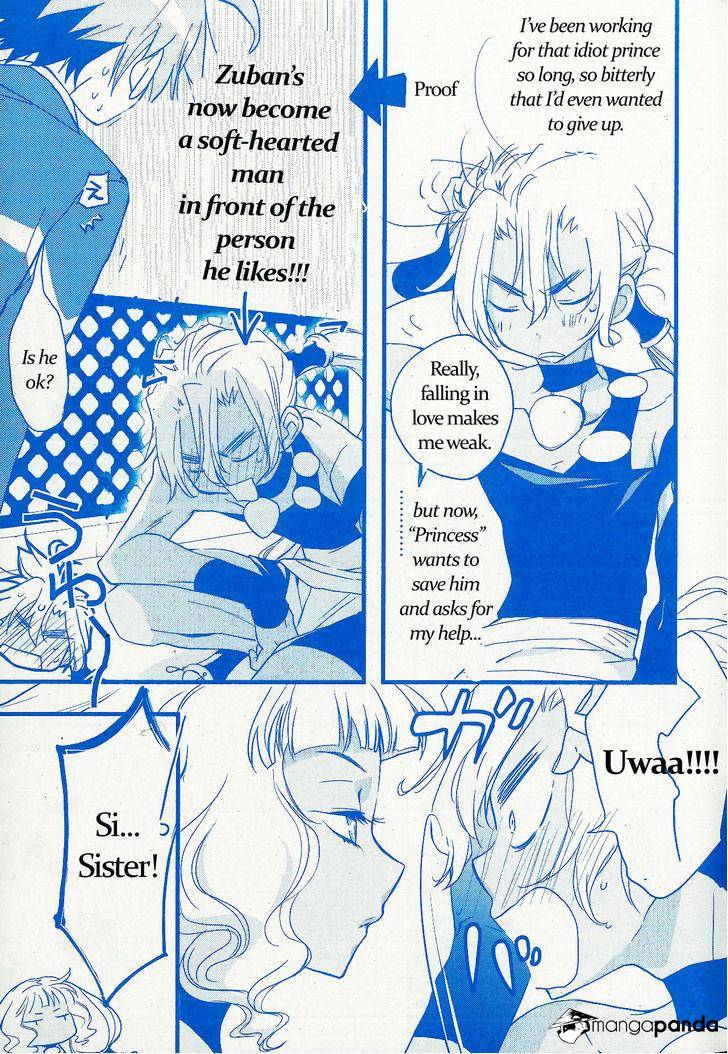 I've been working
for that idiot prince
so long, so bitterly
that I'd even wanted
to give up.
Really,
falling in
love makes
me weak.
but now,
“Princess”
wants to
save him
and asks for
my help...
Proof
Zuban's
now become
a soft-hearted
man
in front of the
person
he likes!!!
え
Is he
ok?
Uwaa!!!!
ガ
Si...
Sister!
mangapanda